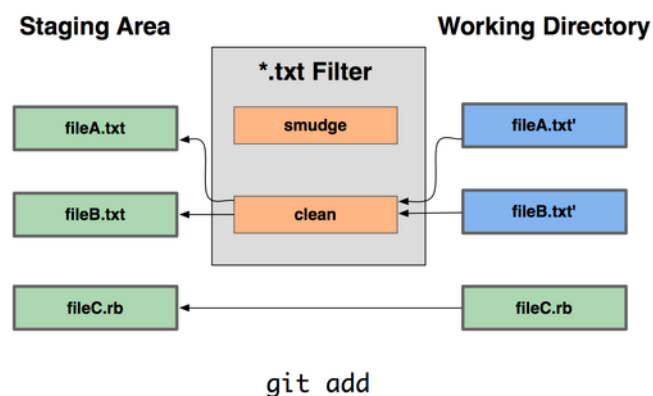 Staging Area
Working Directory
*.txt Filter
fileA.txt
smudge
fileA.txt'
fileB.txt
clean
fileB.txt'
fileC.rb
fileC.rb
git add